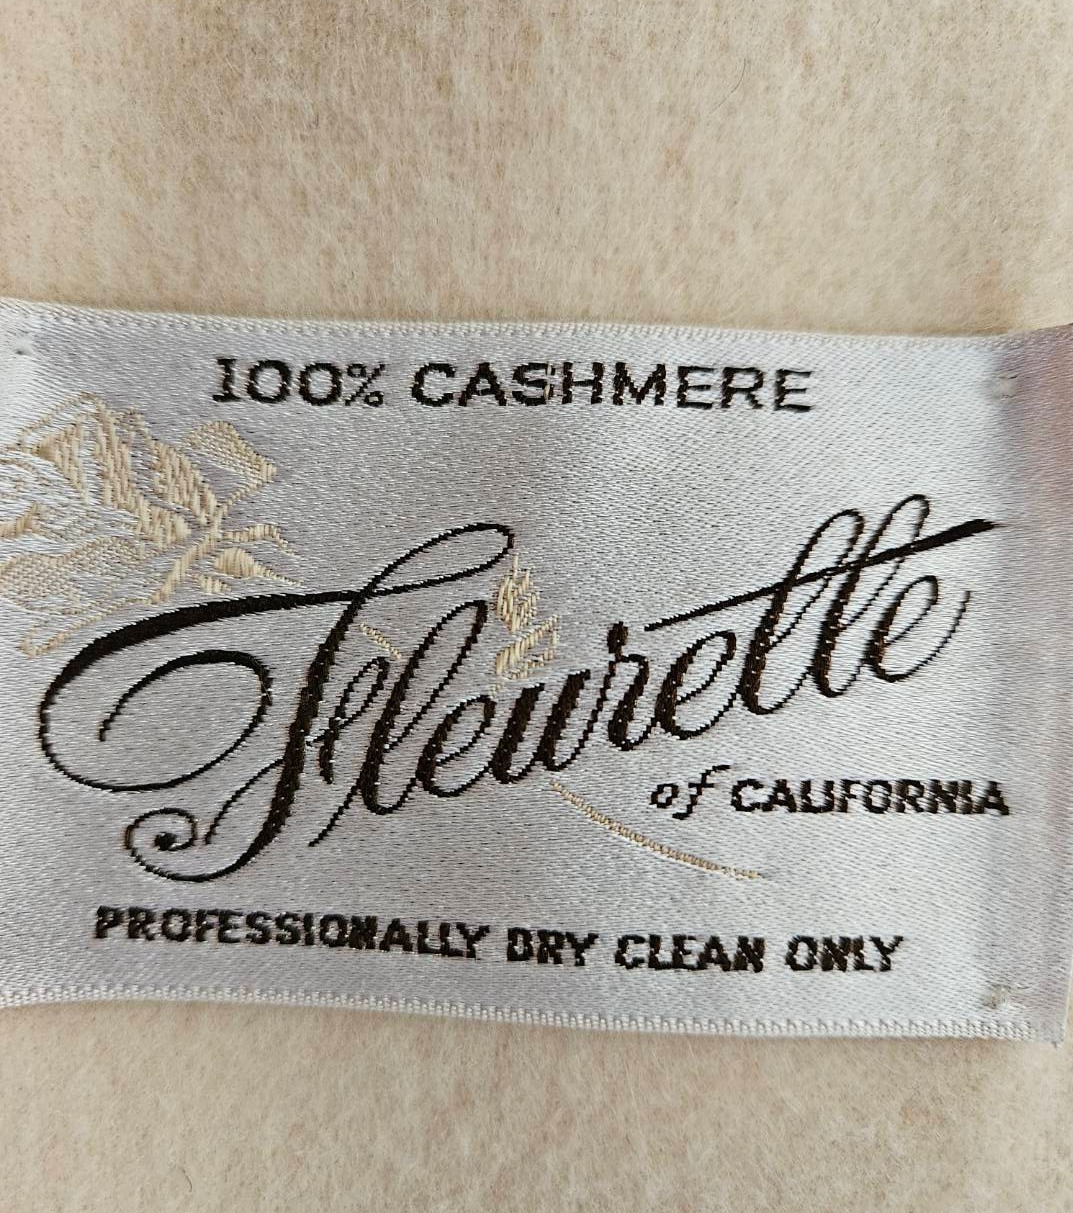 100% CASHMERE
Fleurette
of CALIFORNIA
PROFESSIONALLY DRY CLEAN ONLY